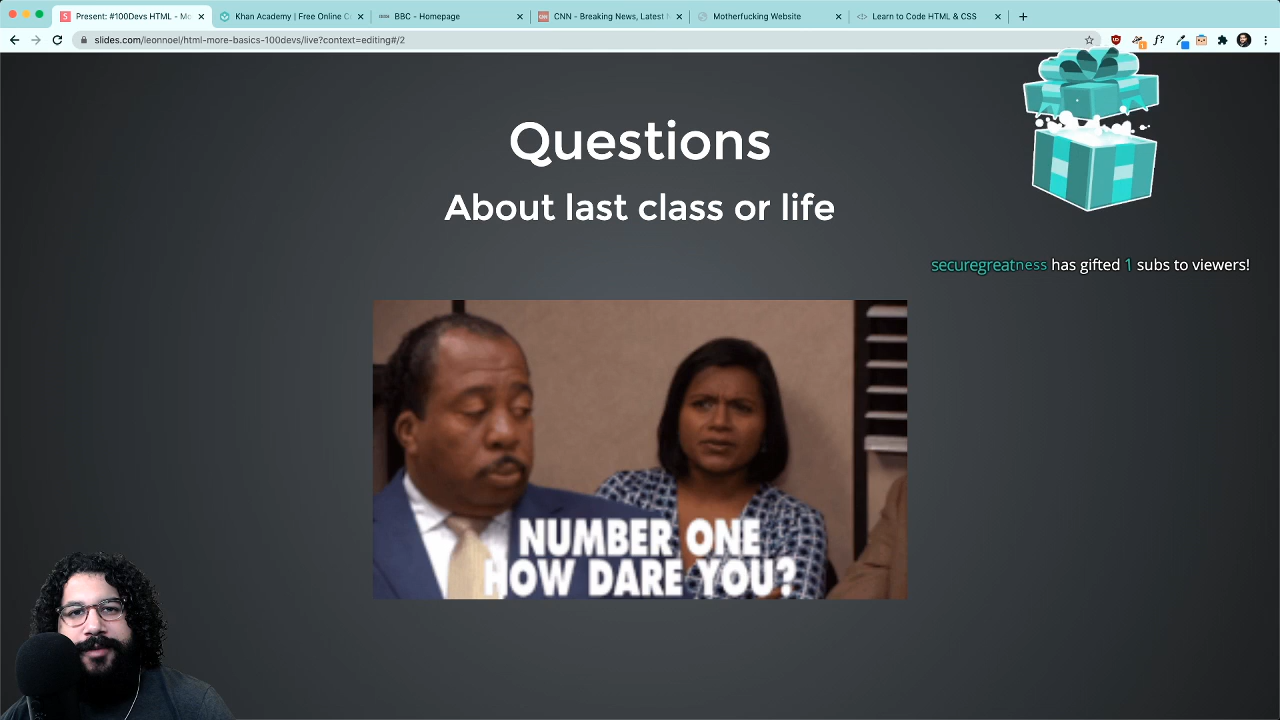 Present: #100Devs HTML - Mo
Khan Academy | Free Online C
BBC - Homepage
CNN - Breaking News, Latest N
Motherfucking Website
Learn to Code HTML & CSS
slides.com/leonnoel/html-more-basics-100devs/live?context=editing#/2
f?
Questions
About last class or life
securegreatness has gifted 1 subs to viewers!
NUMBER ONE
HOW DARE YOU?